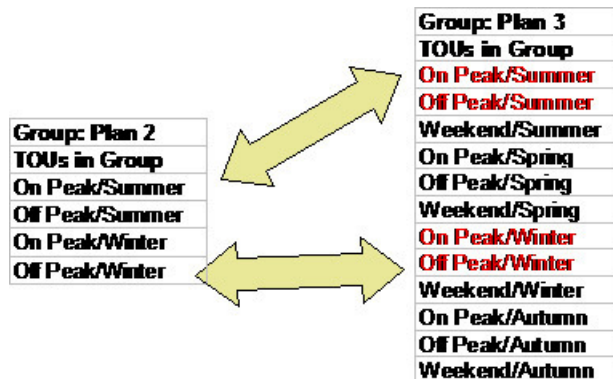 Group: Plan 2
TOUs in Group
On Peak/Summer
Off Peak/Summer
On Peak/Winter
Off Peak/Winter
Group: Plan 3
TOUs in Group
On Peak/Summer
Off Peak/Summer
Weekend/Summer
On Peak/Spring
Off Peak/Spring
Weekend/Spring
On Peak/Winter
Off Peak/Winter
Weekend/Winter
On Peak/Autumn
Off Peak/Autumn
Weekend/Autumn